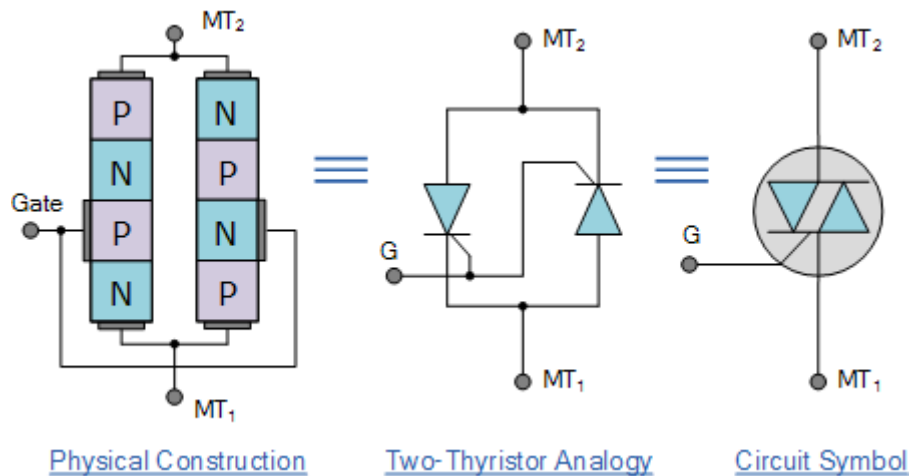 MT₂
P N
N P
Gate
P N
N P
MT₁
Physical Construction
MT₂
G
MT₁
Two-Thyristor Analogy
MT₂
G
MT₁
Circuit Symbol